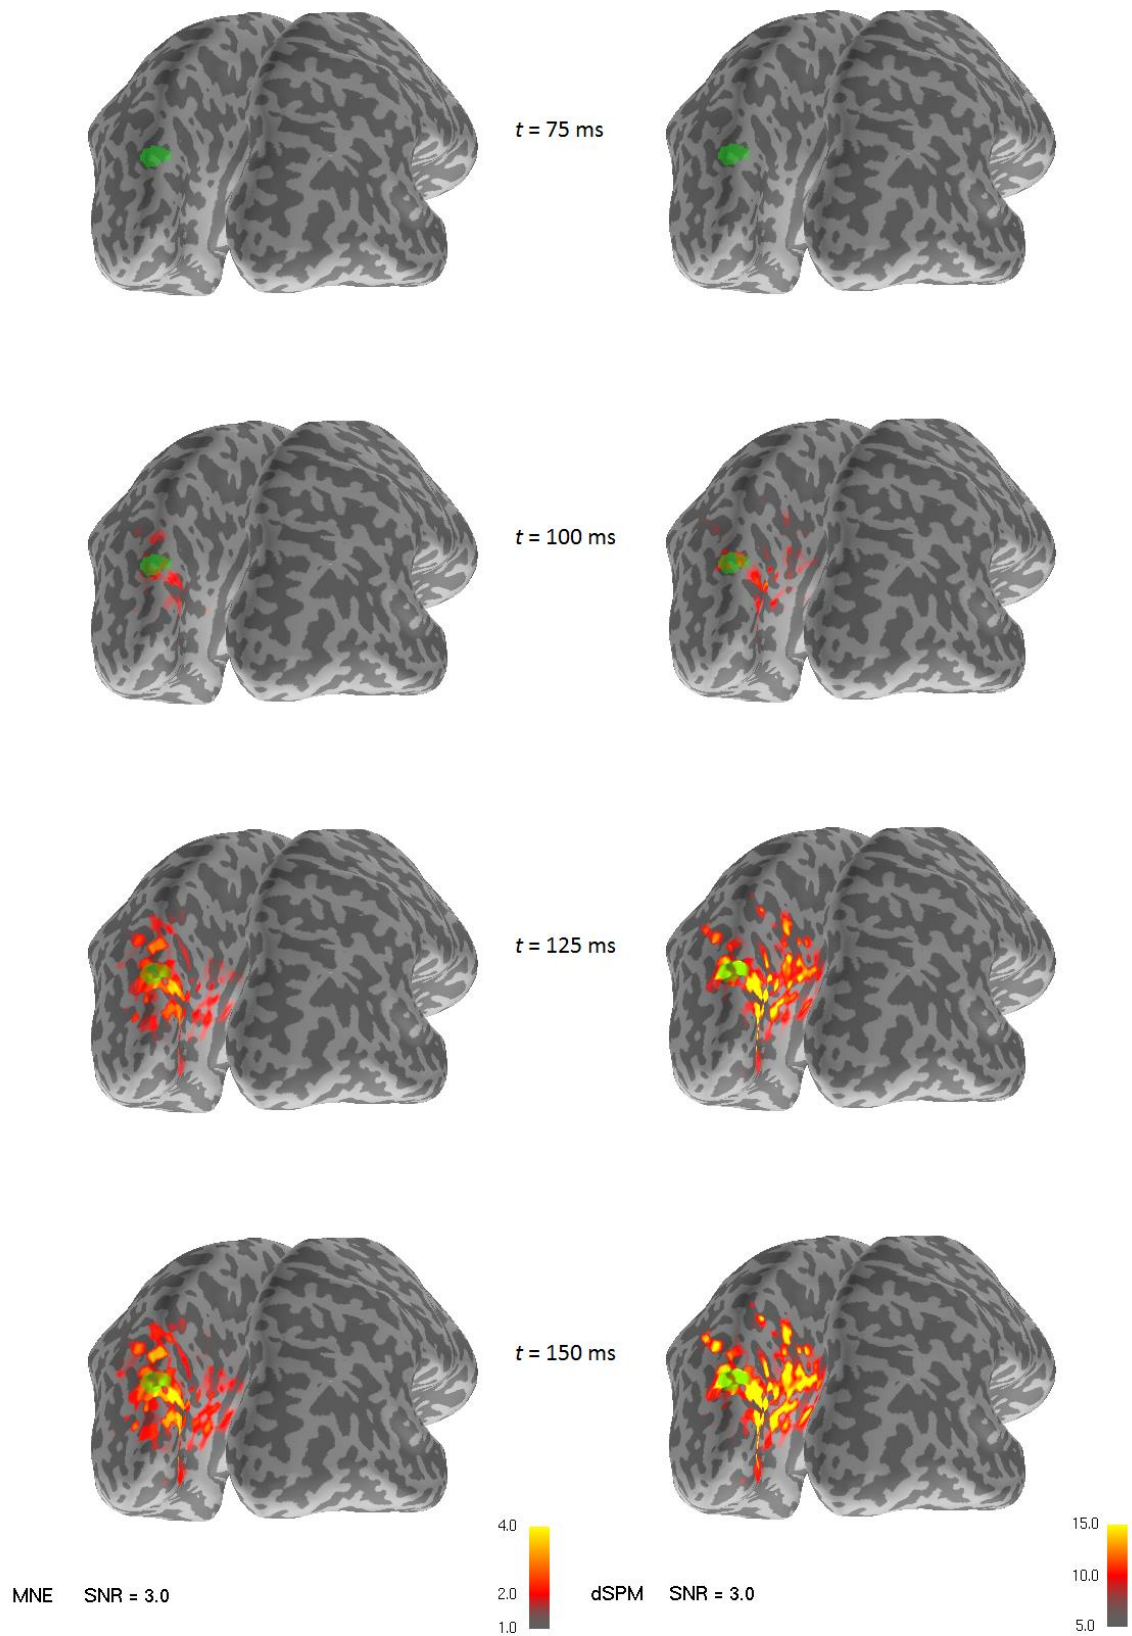 t = 75 ms
t = 100 ms
t = 125 ms
t = 150 ms
4.0
2.0
1.0
MNE SNR = 3.0
15.0
10.0
5.0
dSPM SNR = 3.0